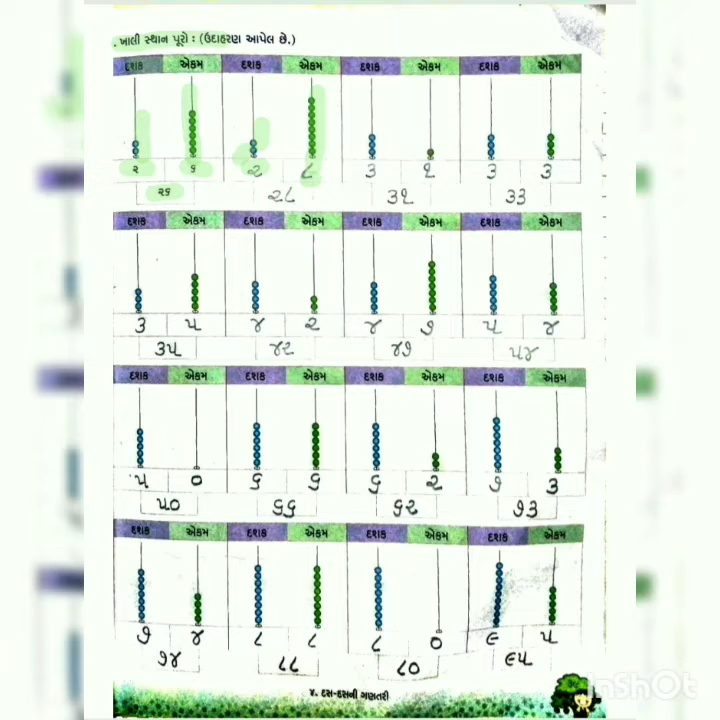 . ખાલી સ્થાન પૂરો : (ઉદાહરણ આપેલ છે.)
દશક એકમ દશક એકમ દશક એકમ દશક એકમ
૨ ૬ ૨ ૮ ૩ ૧ ૩ ૩
૨૬ ૨૮ ૩૧ ૩૩
દશક એકમ દશક એકમ દશક એકમ દશક એકમ
૩ ૫ ૪ ૨ ૪ ૭ ૫ ૪
૩૫ ૪૨ ૪૭ ૫૪
દશક એકમ દશક એકમ દશક એકમ દશક એકમ
૫ ૦ ૬ ૬ ૬ ૨ ૭ ૩
૫૦ ૬૬ ૬૨ ૭૩
દશક એકમ દશક એકમ દશક એકમ દશક એકમ
૭ ૪ ૮ ૮ ૮ ૦ ૯ ૫
૭૪ ૮૮ ૮૦ ૯૫
૪. દસ-દસની ગણતરી
InShOt